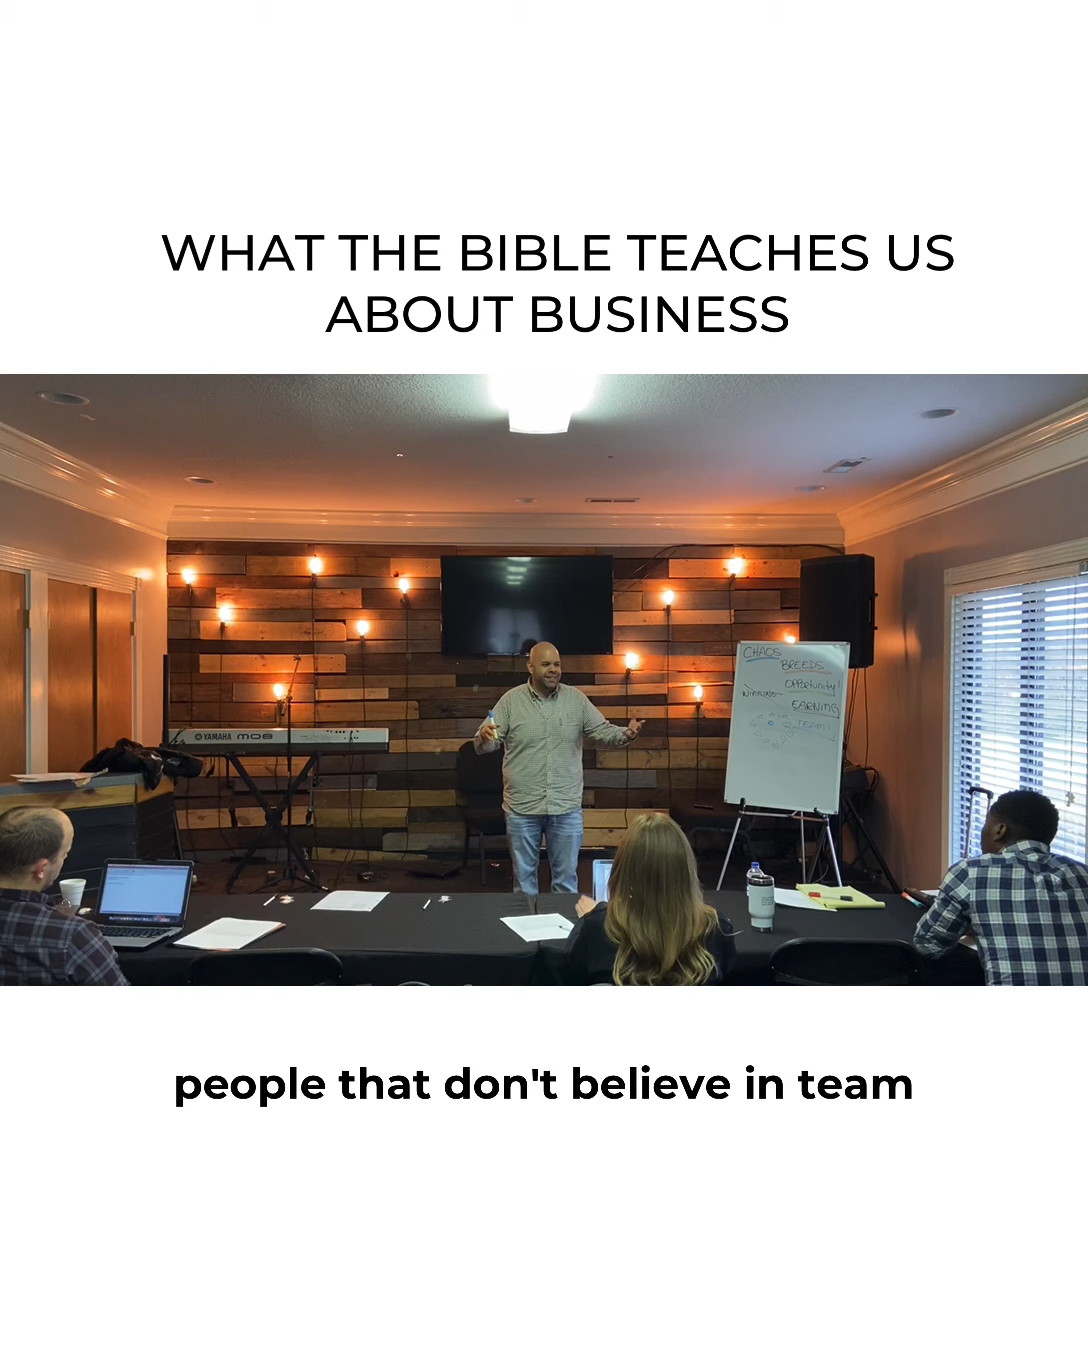 WHAT THE BIBLE TEACHES US
ABOUT BUSINESS
YAMAHA MO8
CHAOS
BREEDS
OPPORTUNITY!
WINNING
EARNING
TEAM!
people that don't believe in team